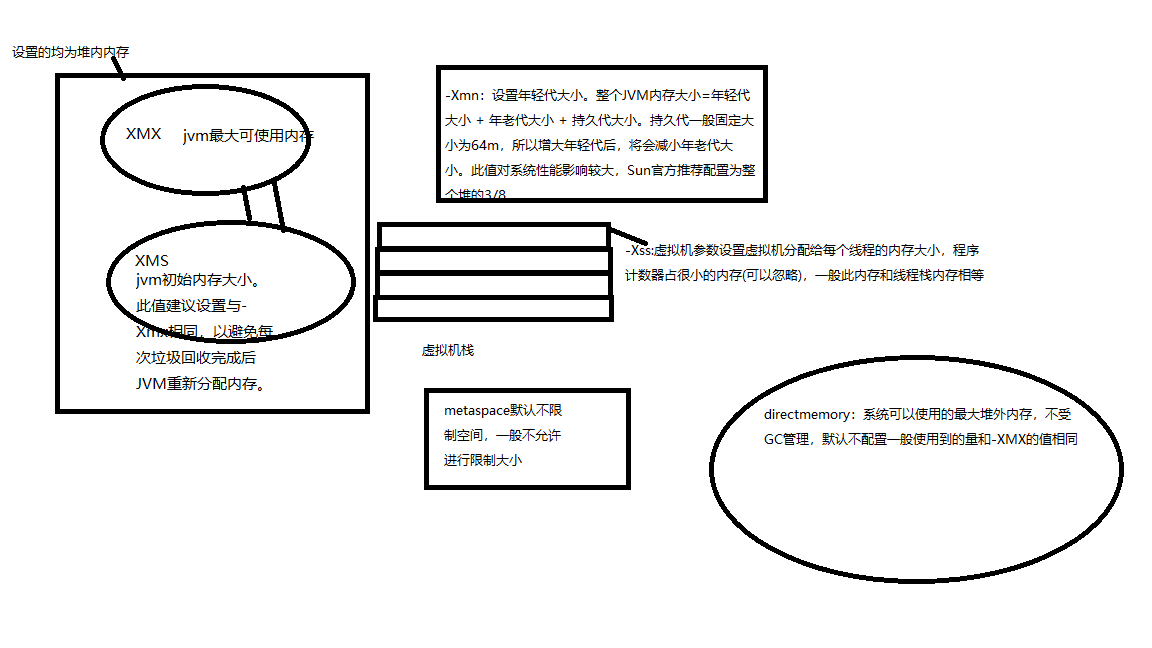 设置的均为堆内内存
XMX jvm最大可使用内存
XMS
jvm初始内存大小。
此值建议设置与-
Xmx相同，以避免每
次垃圾回收完成后
JVM重新分配内存。
-Xmn：设置年轻代大小。整个JVM内存大小=年轻代
大小 + 年老代大小 + 持久代大小。持久代一般固定大
小为64m，所以增大年轻代后，将会减小年老代大
小。此值对系统性能影响较大，Sun官方推荐配置为整
个堆的3/8
-Xss:虚拟机参数设置虚拟机分配给每个线程的内存大小，程序
计数器占很小的内存(可以忽略)，一般此内存和线程栈内存相等
虚拟机栈
metaspace默认不限
制空间，一般不允许
进行限制大小
directmemory：系统可以使用的最大堆外内存，不受
GC管理，默认不配置一般使用到的量和-XMX的值相同